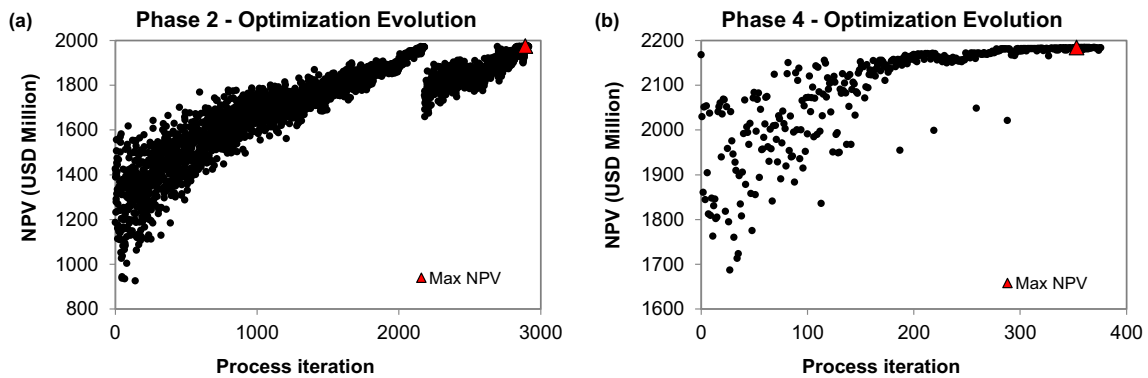 (a) Phase 2 - Optimization Evolution
2000
1800
1600
1400
1200
1000
800
NPV (USD Million)
Max NPV
0 1000 2000 3000
Process iteration
(b) Phase 4 - Optimization Evolution
2200
2100
2000
1900
1800
1700
1600
NPV (USD Million)
Max NPV
0 100 200 300 400
Process iteration